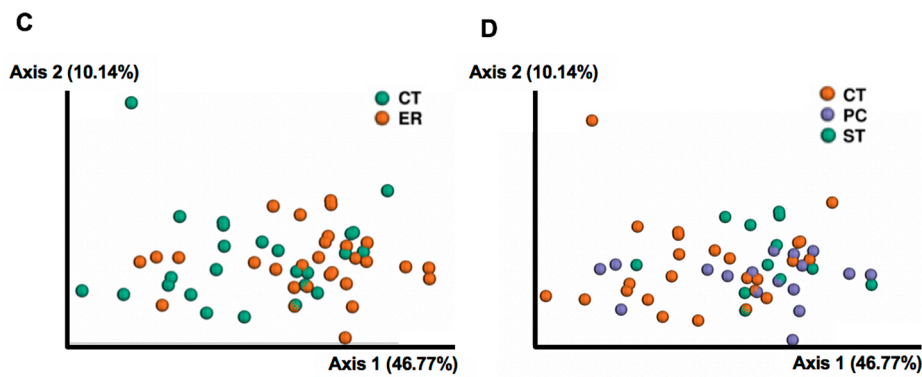 C
Axis 2 (10.14%)
CT
ER
Axis 1 (46.77%)
D
Axis 2 (10.14%)
CT
PC
ST
Axis 1 (46.77%)